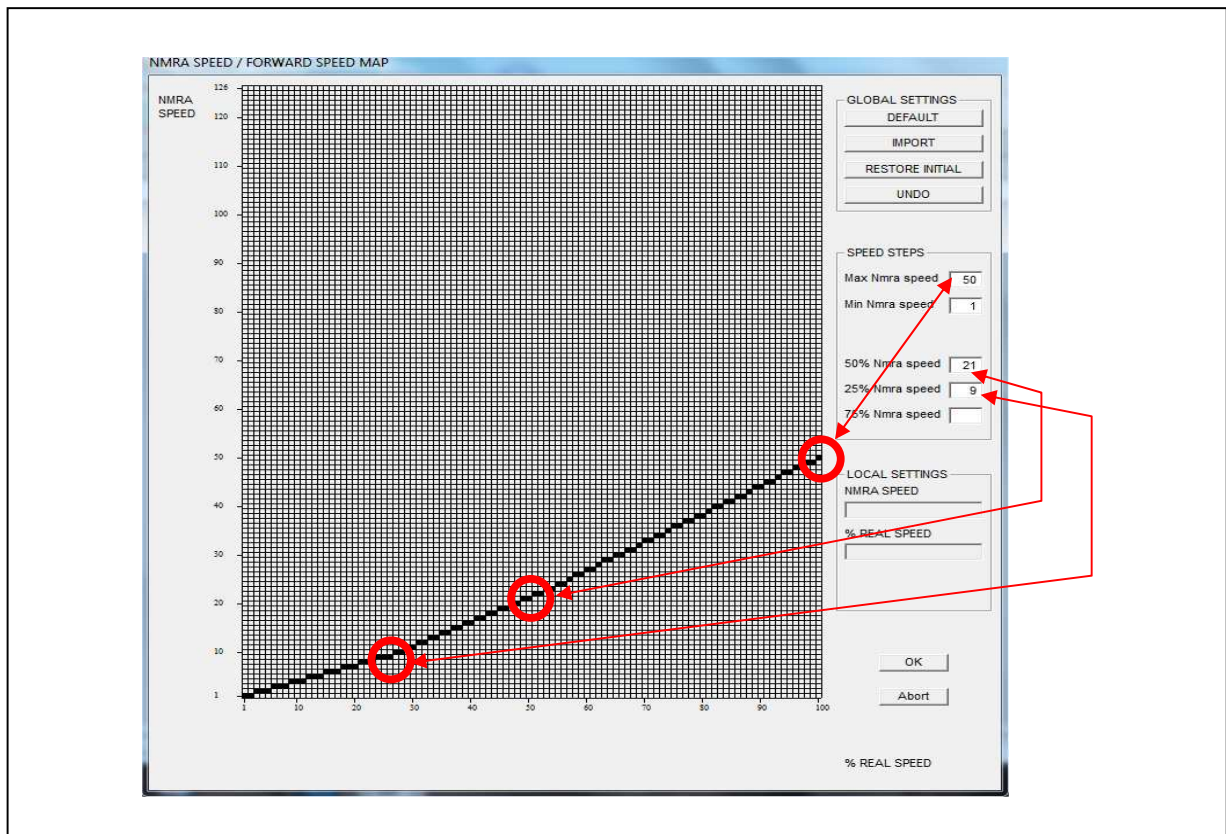 NMRA SPEED / FORWARD SPEED MAP
NMRA
SPEED
126
120
110
100
90
80
70
60
50
40
30
20
10
1
1 10 20 30 40 50 60 70 80 90 100
GLOBAL SETTINGS
DEFAULT
IMPORT
RESTORE INITIAL
UNDO
SPEED STEPS
Max Nmra speed 50
Min Nmra speed 1
50% Nmra speed 21
25% Nmra speed 9
75% Nmra speed
LOCAL SETTINGS
NMRA SPEED
% REAL SPEED
OK
Abort
% REAL SPEED